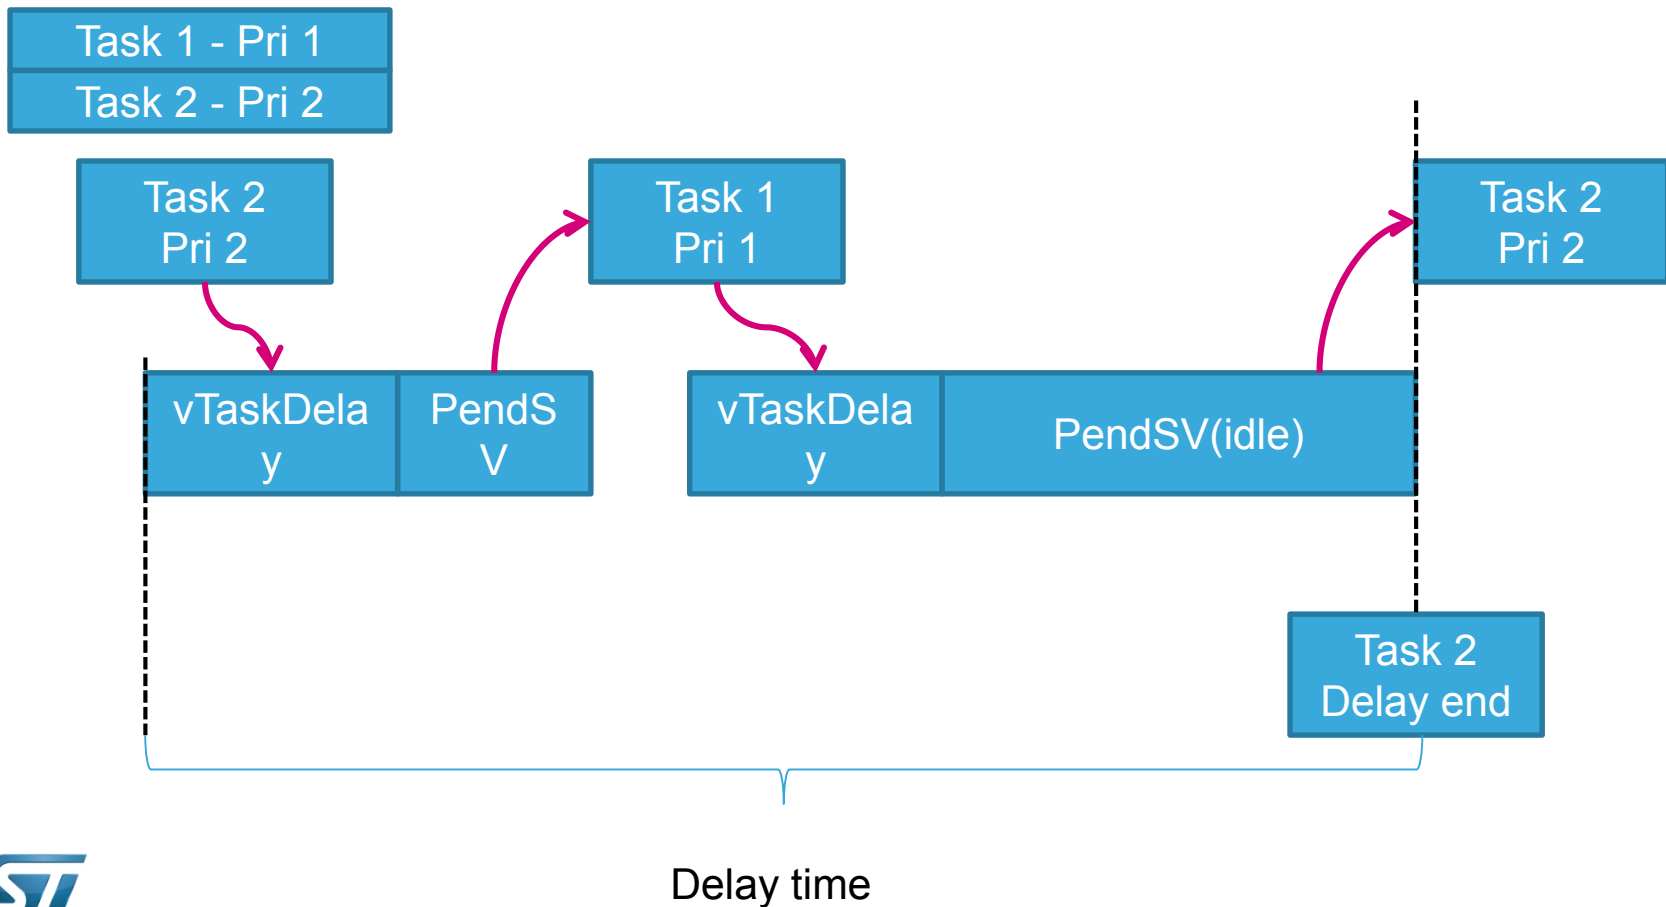 Task 1 - Pri 1
Task 2 - Pri 2
Task 2
Pri 2
Task 1
Pri 1
Task 2
Pri 2
vTaskDela
y
PendS
V
vTaskDela
y
PendSV(idle)
Task 2
Delay end
Delay time
ST